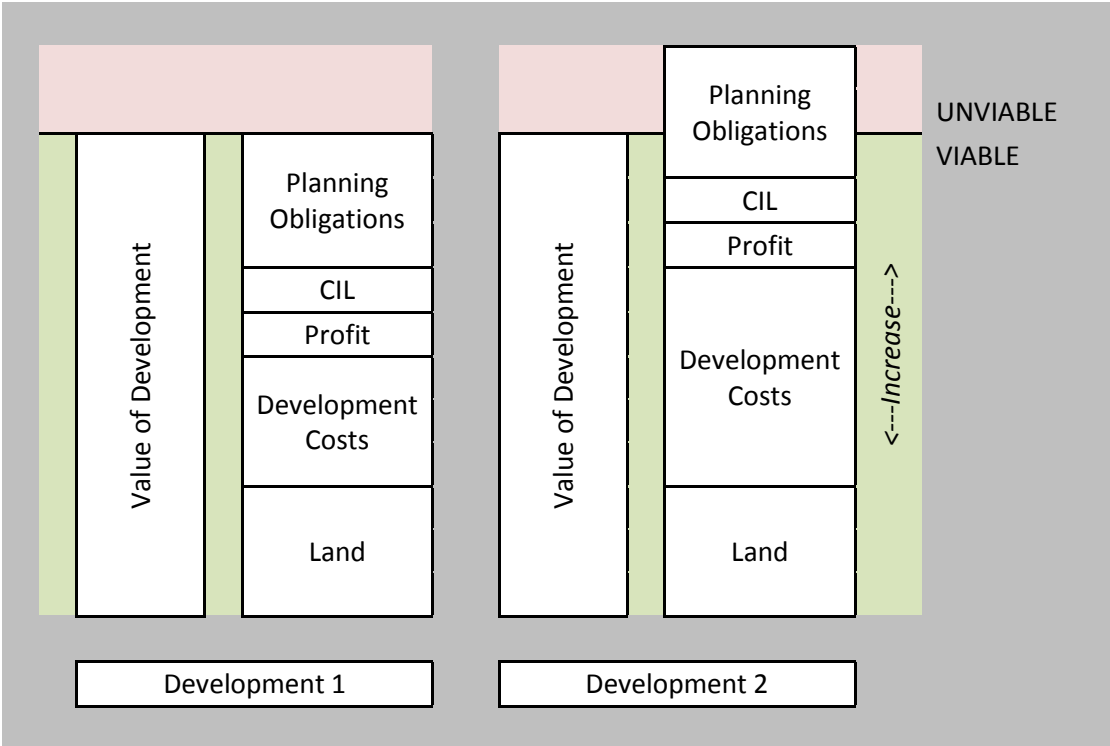 Value of Development
Planning
Obligations
CIL
Profit
Development
Costs
Land
Development 1
Value of Development
Planning
Obligations
CIL
Profit
Development
Costs
Land
Development 2
UNVIABLE
VIABLE
<---Increase--->